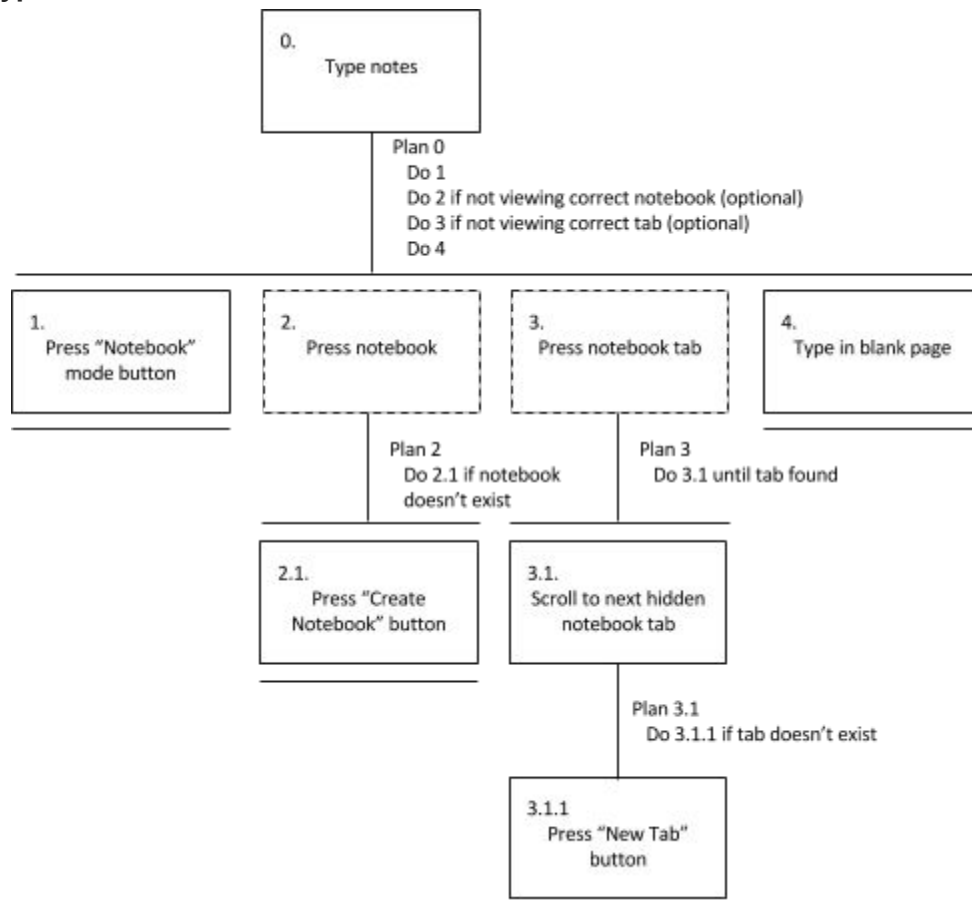 0.
Type notes
Plan 0
Do 1
Do 2 if not viewing correct notebook (optional)
Do 3 if not viewing correct tab (optional)
Do 4
1.
Press “Notebook”
mode button
2.
Press notebook
3.
Press notebook tab
4.
Type in blank page
Plan 2
Do 2.1 if notebook
doesn’t exist
Plan 3
Do 3.1 until tab found
2.1.
Press “Create
Notebook” button
3.1.
Scroll to next hidden
notebook tab
Plan 3.1
Do 3.1.1 if tab doesn’t exist
3.1.1
Press “New Tab”
button